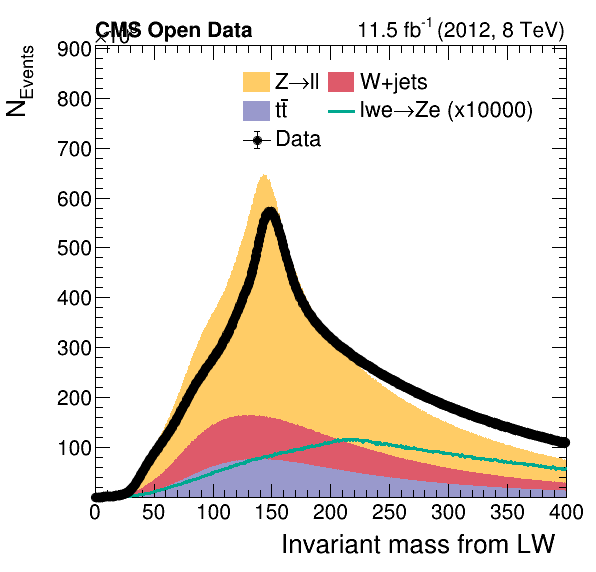 CMS Open Data 11.5 fb⁻¹ (2012, 8 TeV)
N_Events
900
800
700
600
500
400
300
200
100
Z→ll W+jets
tt̄ lwe→Ze (x10000)
Data
0 50 100 150 200 250 300 350 400
Invariant mass from LW